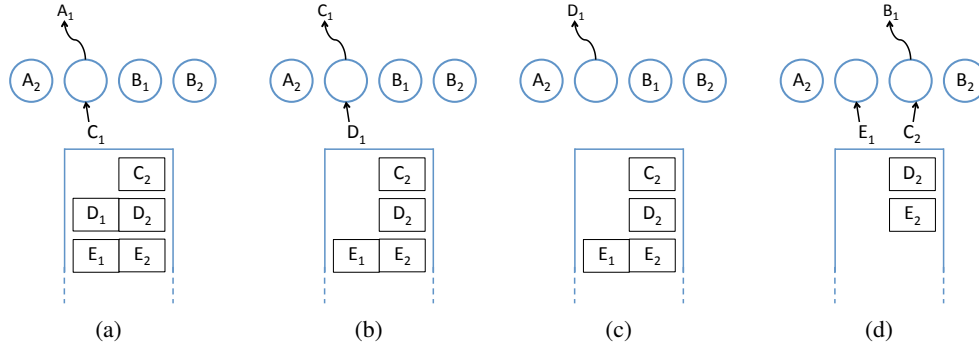 A₁ C₁ D₁ B₁
A₂ B₁ B₂ A₂ B₁ B₂ A₂ B₁ B₂ A₂ B₂
C₁ D₁ E₁ C₂
C₂ C₂ C₂ D₂
D₁ D₂ D₂ D₂ E₂
E₁ E₂ E₁ E₂ E₁ E₂
(a) (b) (c) (d)